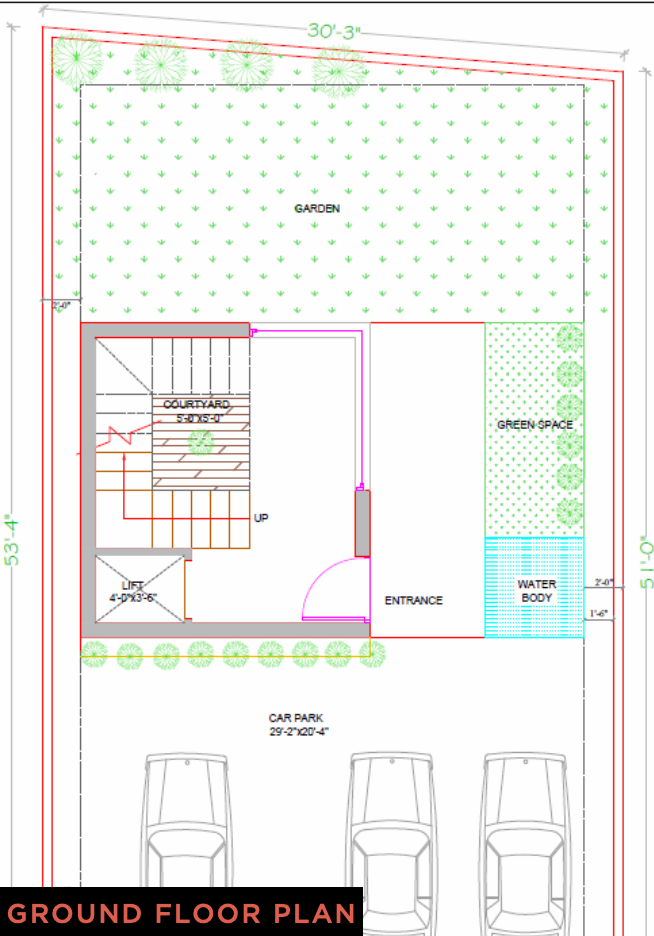 30'-3"
GARDEN
2'-0"
COURTYARD
5'-0"X5'-0"
GREEN SPACE
UP
53'-4"
51'-0"
LIFT
4'-0"X3'-6"
ENTRANCE
WATER
BODY
2'-0"
1'-6"
CAR PARK
29'-2"x20'-4"
GROUND FLOOR PLAN